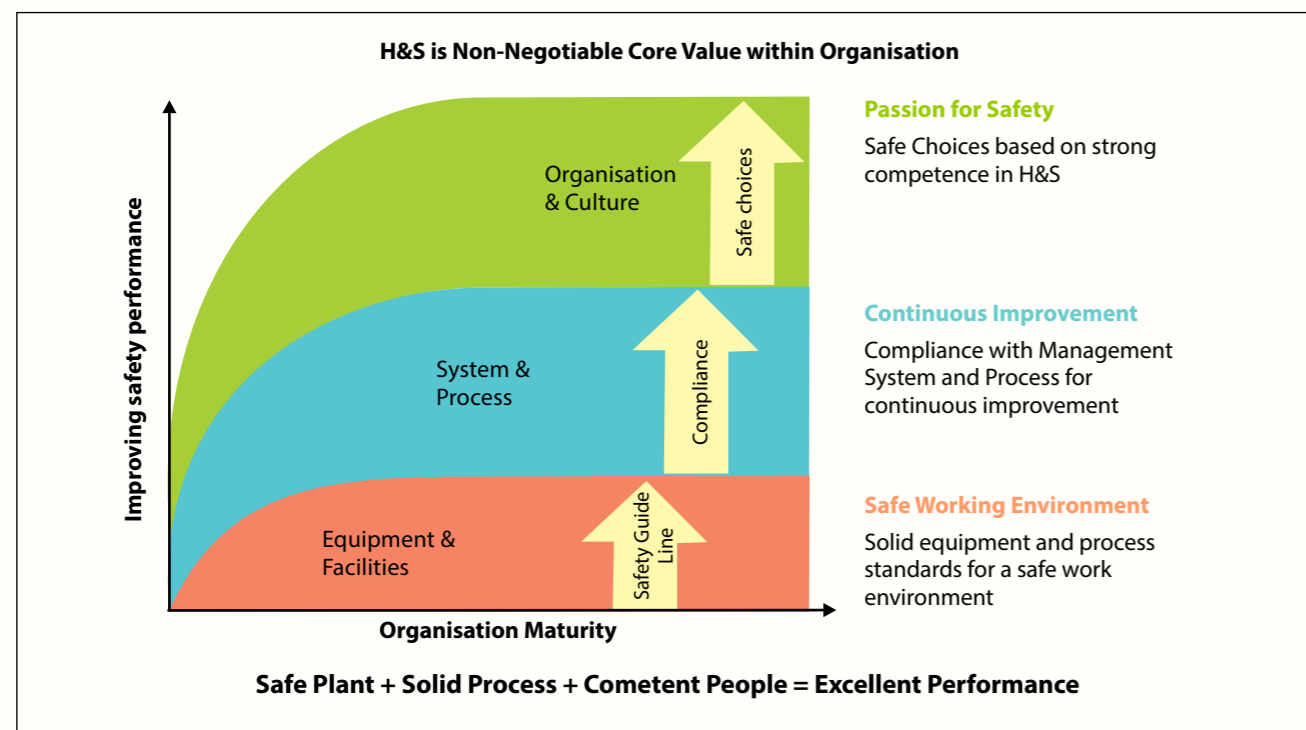 H&S is Non-Negotiable Core Value within Organisation
Improving safety performance
Organisation
& Culture
Safe choices
Passion for Safety
Safe Choices based on strong
competence in H&S
System &
Process
Compliance
Continuous Improvement
Compliance with Management
System and Process for
continuous improvement
Equipment &
Facilities
Safety Guide
Line
Safe Working Environment
Solid equipment and process
standards for a safe work
environment
Organisation Maturity
Safe Plant + Solid Process + Cometent People = Excellent Performance